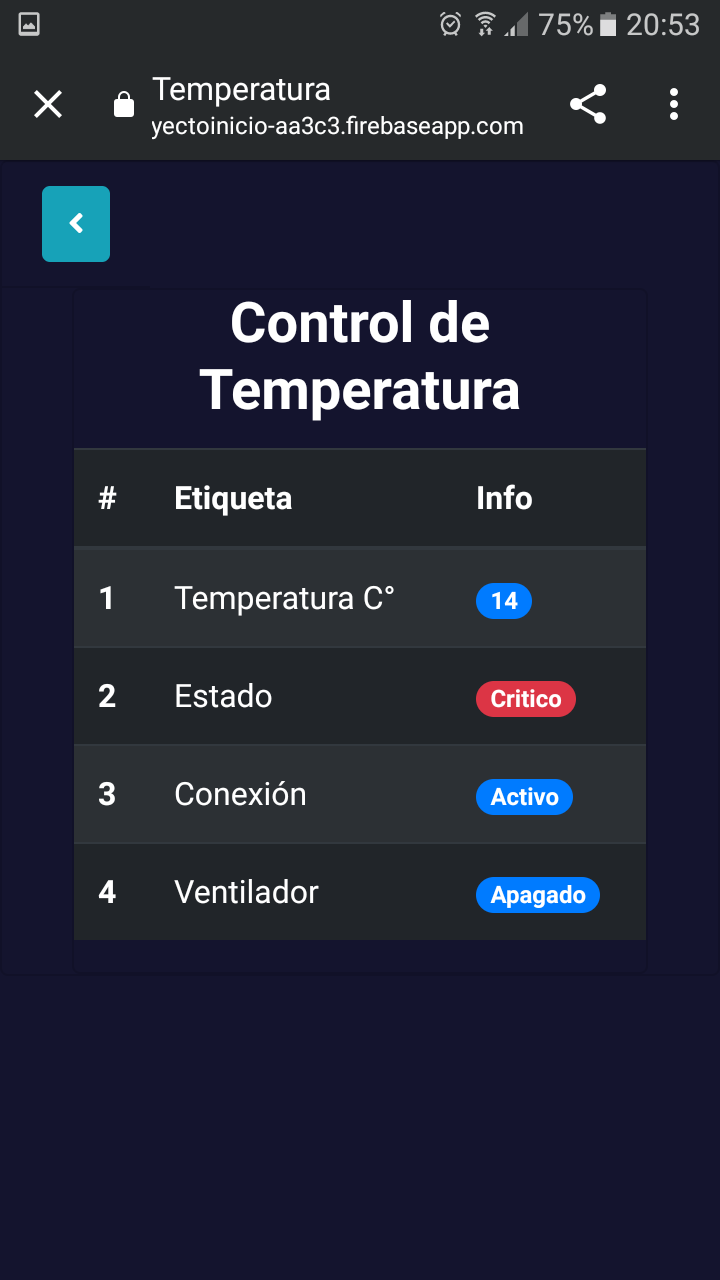 75% 20:53
Temperatura
yectoinicio-aa3c3.firebaseapp.com
Control de
Temperatura
# Etiqueta Info
1 Temperatura C° 14
2 Estado Critico
3 Conexión Activo
4 Ventilador Apagado